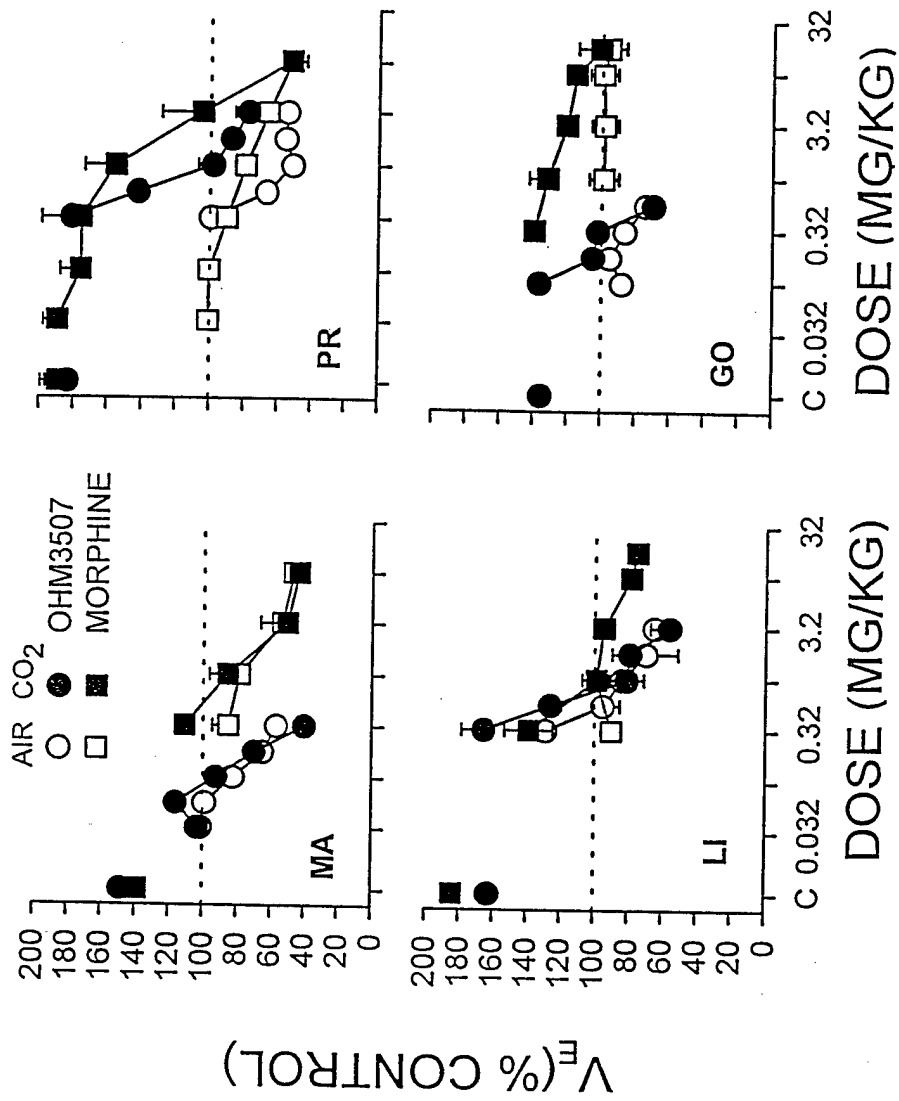 AIR CO2
OHM3507
MORPHINE
V_E(% CONTROL)
200
180
160
140
120
100
80
60
40
20
0
MA
PR
200
180
160
140
120
100
80
60
40
20
0
LI
GO
C 0.032 0.32 3.2 32
C 0.032 0.32 3.2 32
DOSE (MG/KG)
DOSE (MG/KG)